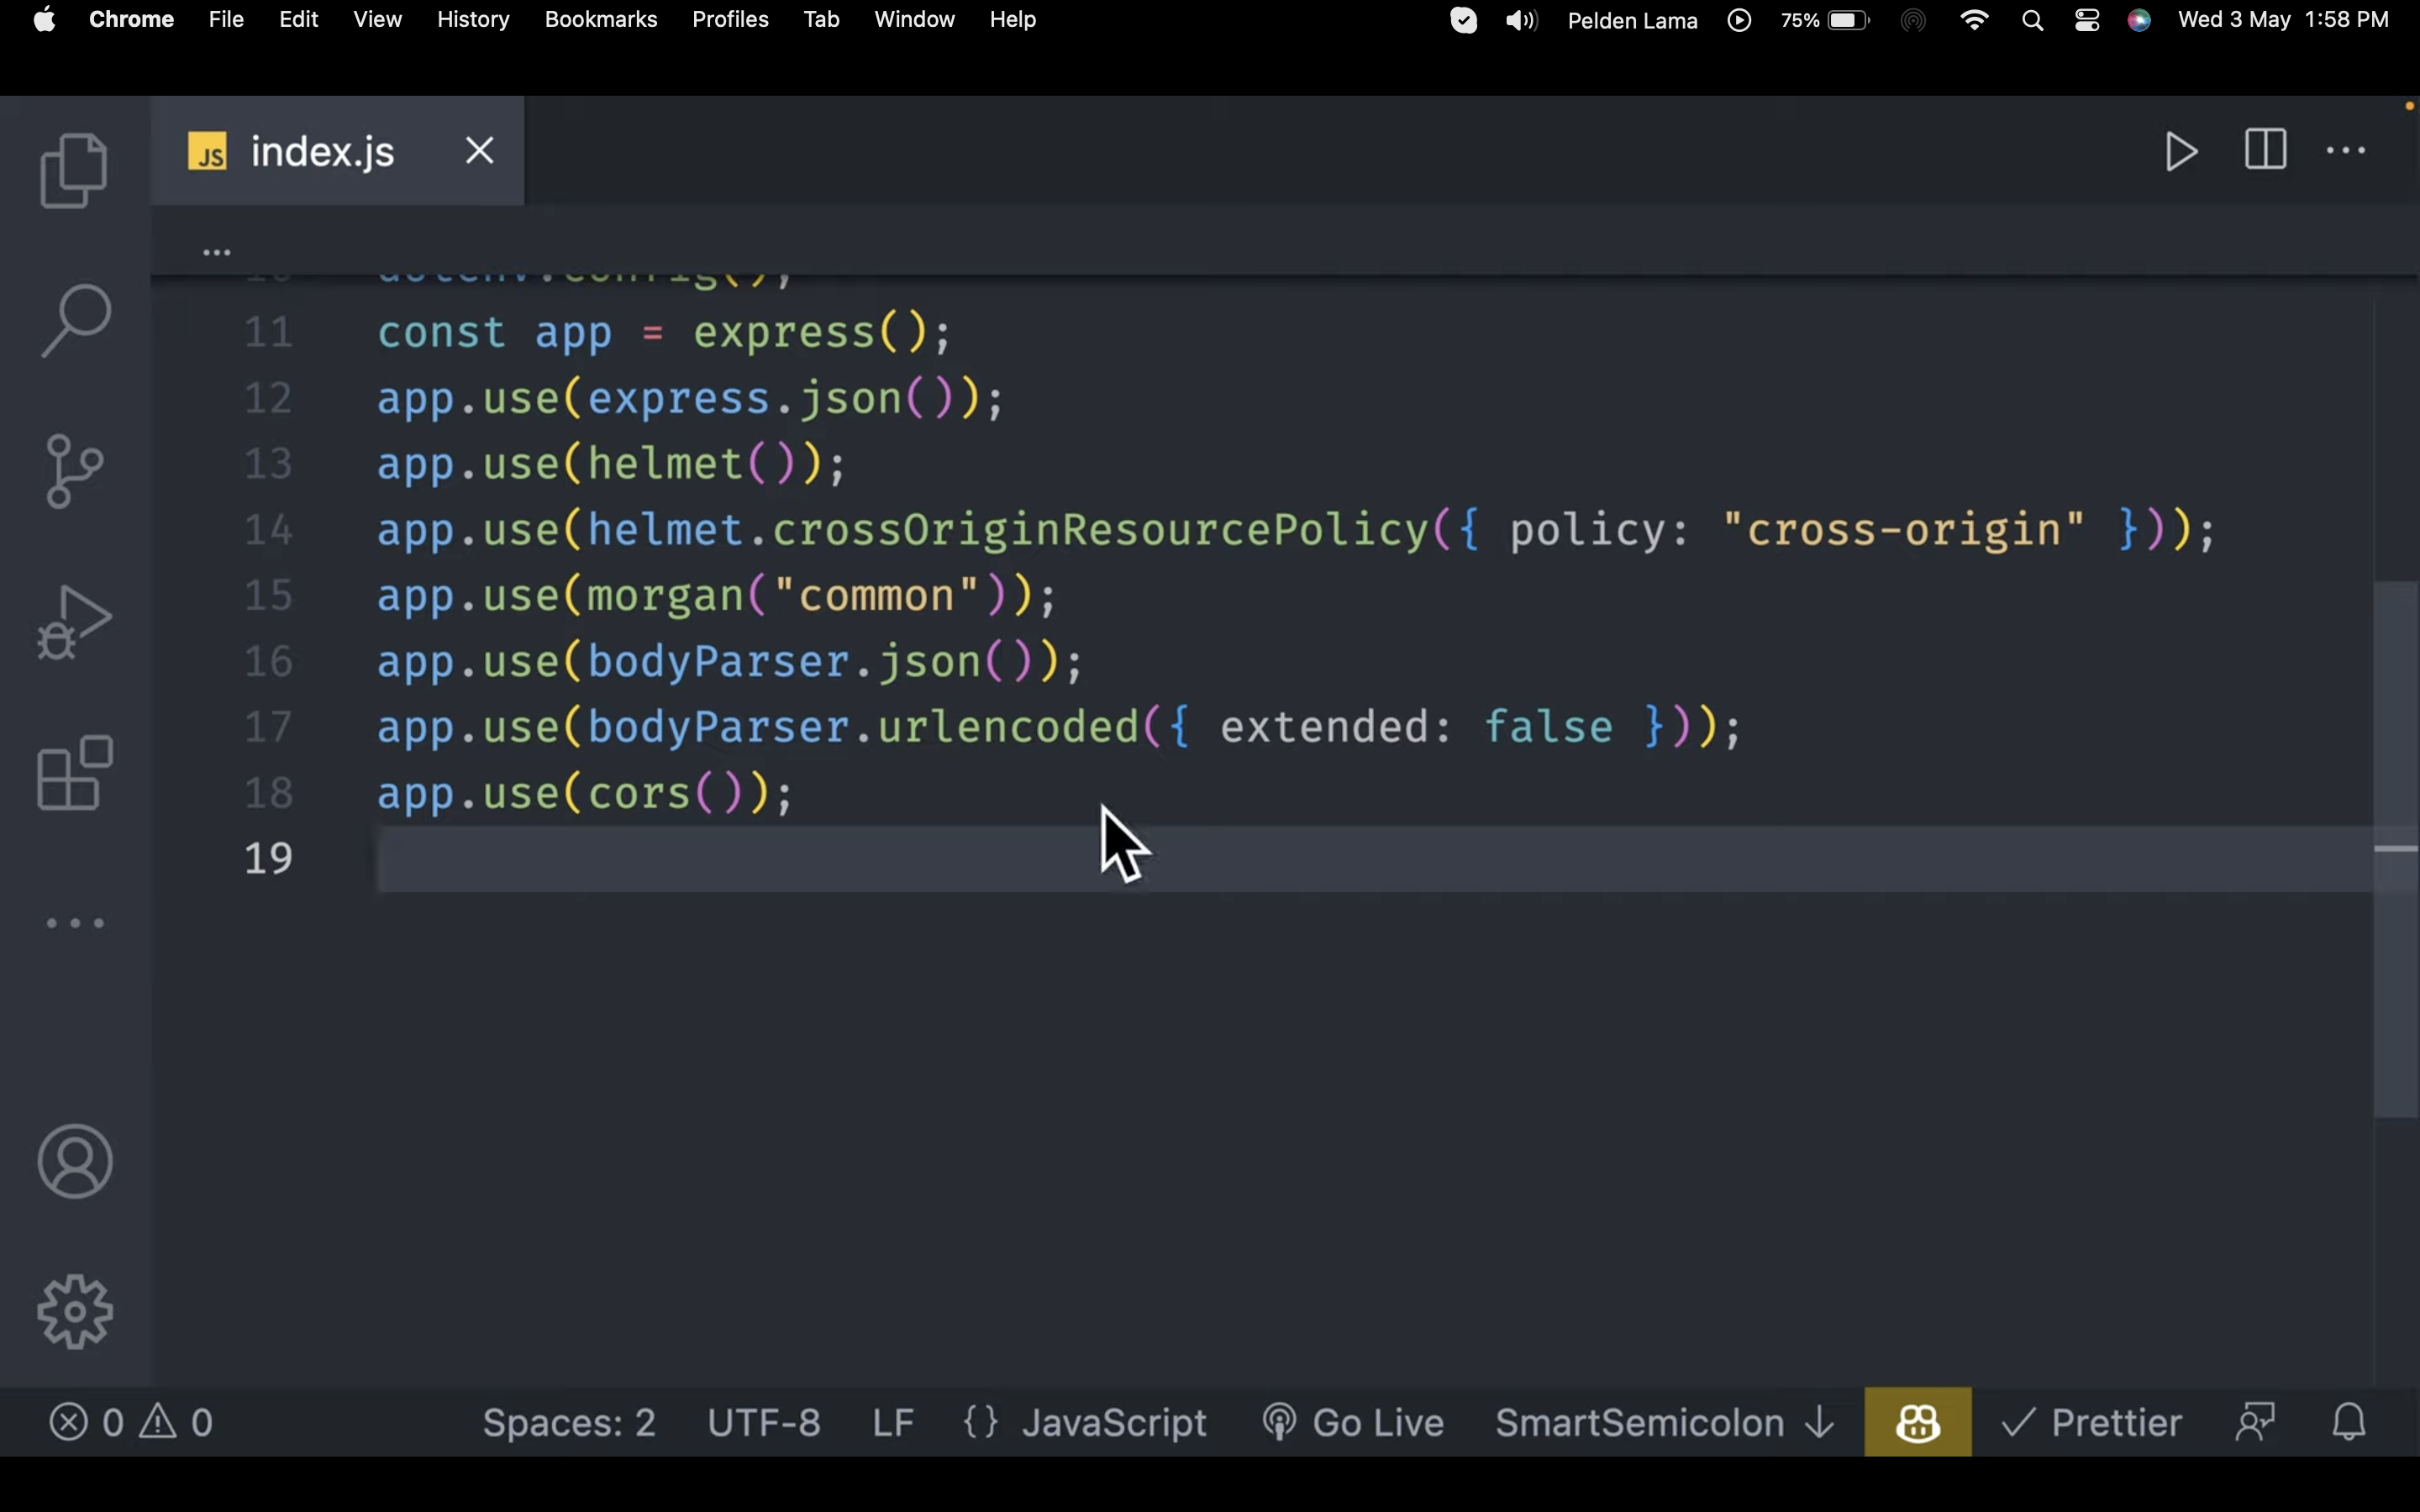 Chrome File Edit View History Bookmarks Profiles Tab Window Help Pelden Lama 75% Wed 3 May 1:58 PM
JS index.js
...
10 dotenv.config();
11 const app = express();
12 app.use(express.json());
13 app.use(helmet());
14 app.use(helmet.crossOriginResourcePolicy({ policy: "cross-origin" }));
15 app.use(morgan("common"));
16 app.use(bodyParser.json());
17 app.use(bodyParser.urlencoded({ extended: false }));
18 app.use(cors());
19
0 0 Spaces: 2 UTF-8 LF {} JavaScript Go Live SmartSemicolon ↓ ✓ Prettier